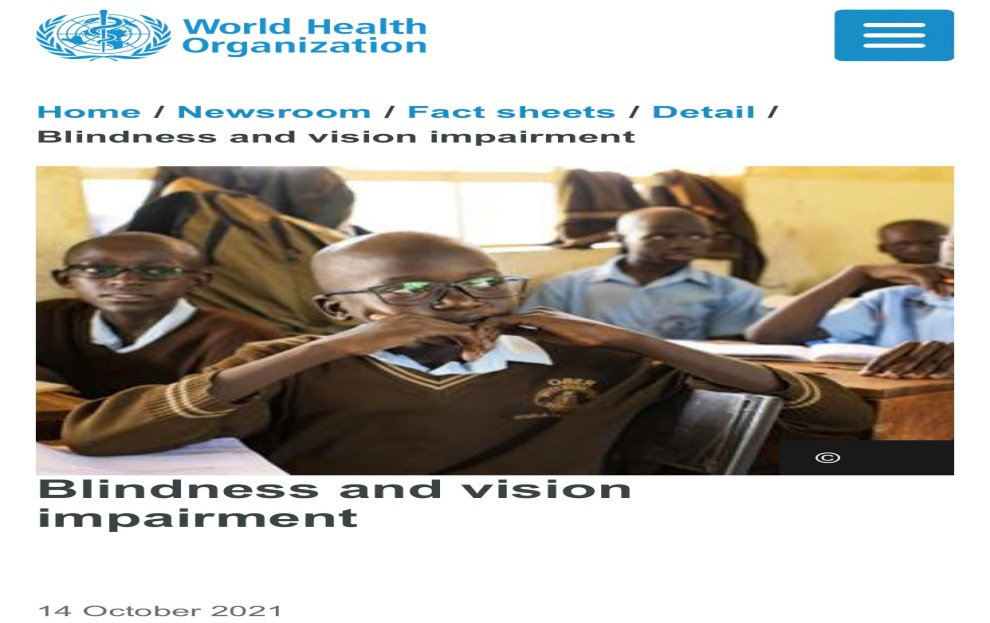 World Health
Organization
Home / Newsroom / Fact sheets / Detail /
Blindness and vision impairment
OBER
©
Blindness and vision
impairment
14 October 2021